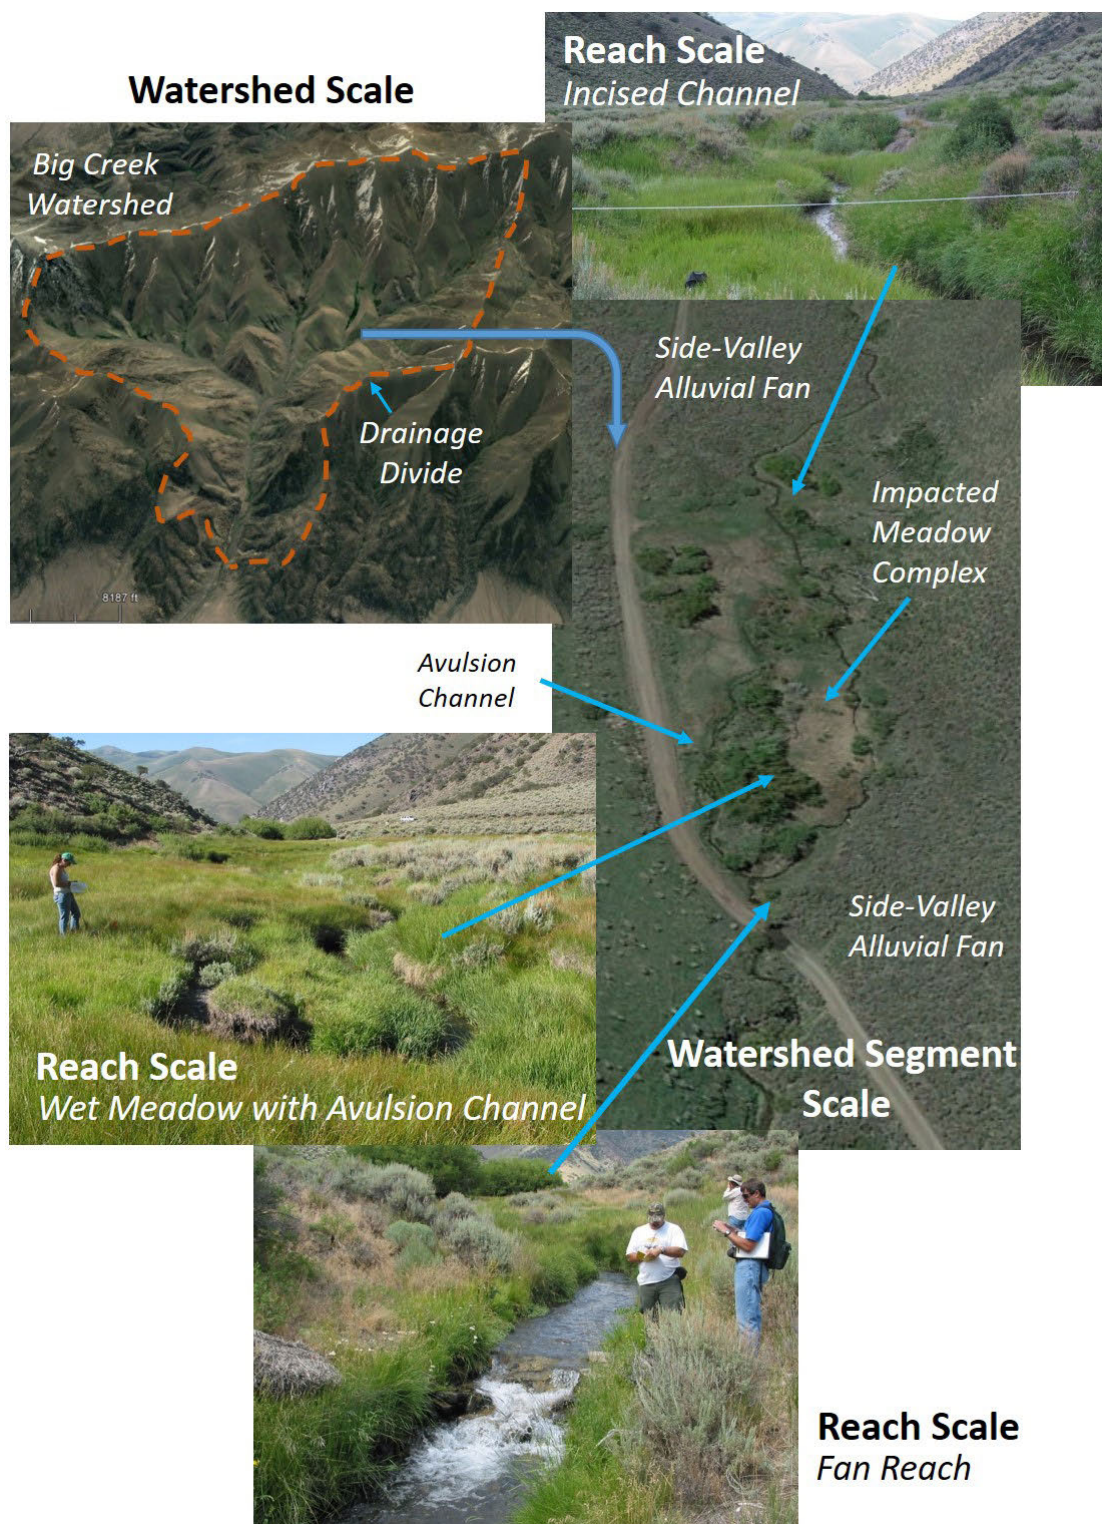 Reach Scale
Incised Channel
Watershed Scale
Big Creek
Watershed
Drainage
Divide
8187 ft
Side-Valley
Alluvial Fan
Impacted
Meadow
Complex
Avulsion
Channel
Side-Valley
Alluvial Fan
Watershed Segment
Scale
Reach Scale
Wet Meadow with Avulsion Channel
Reach Scale
Fan Reach